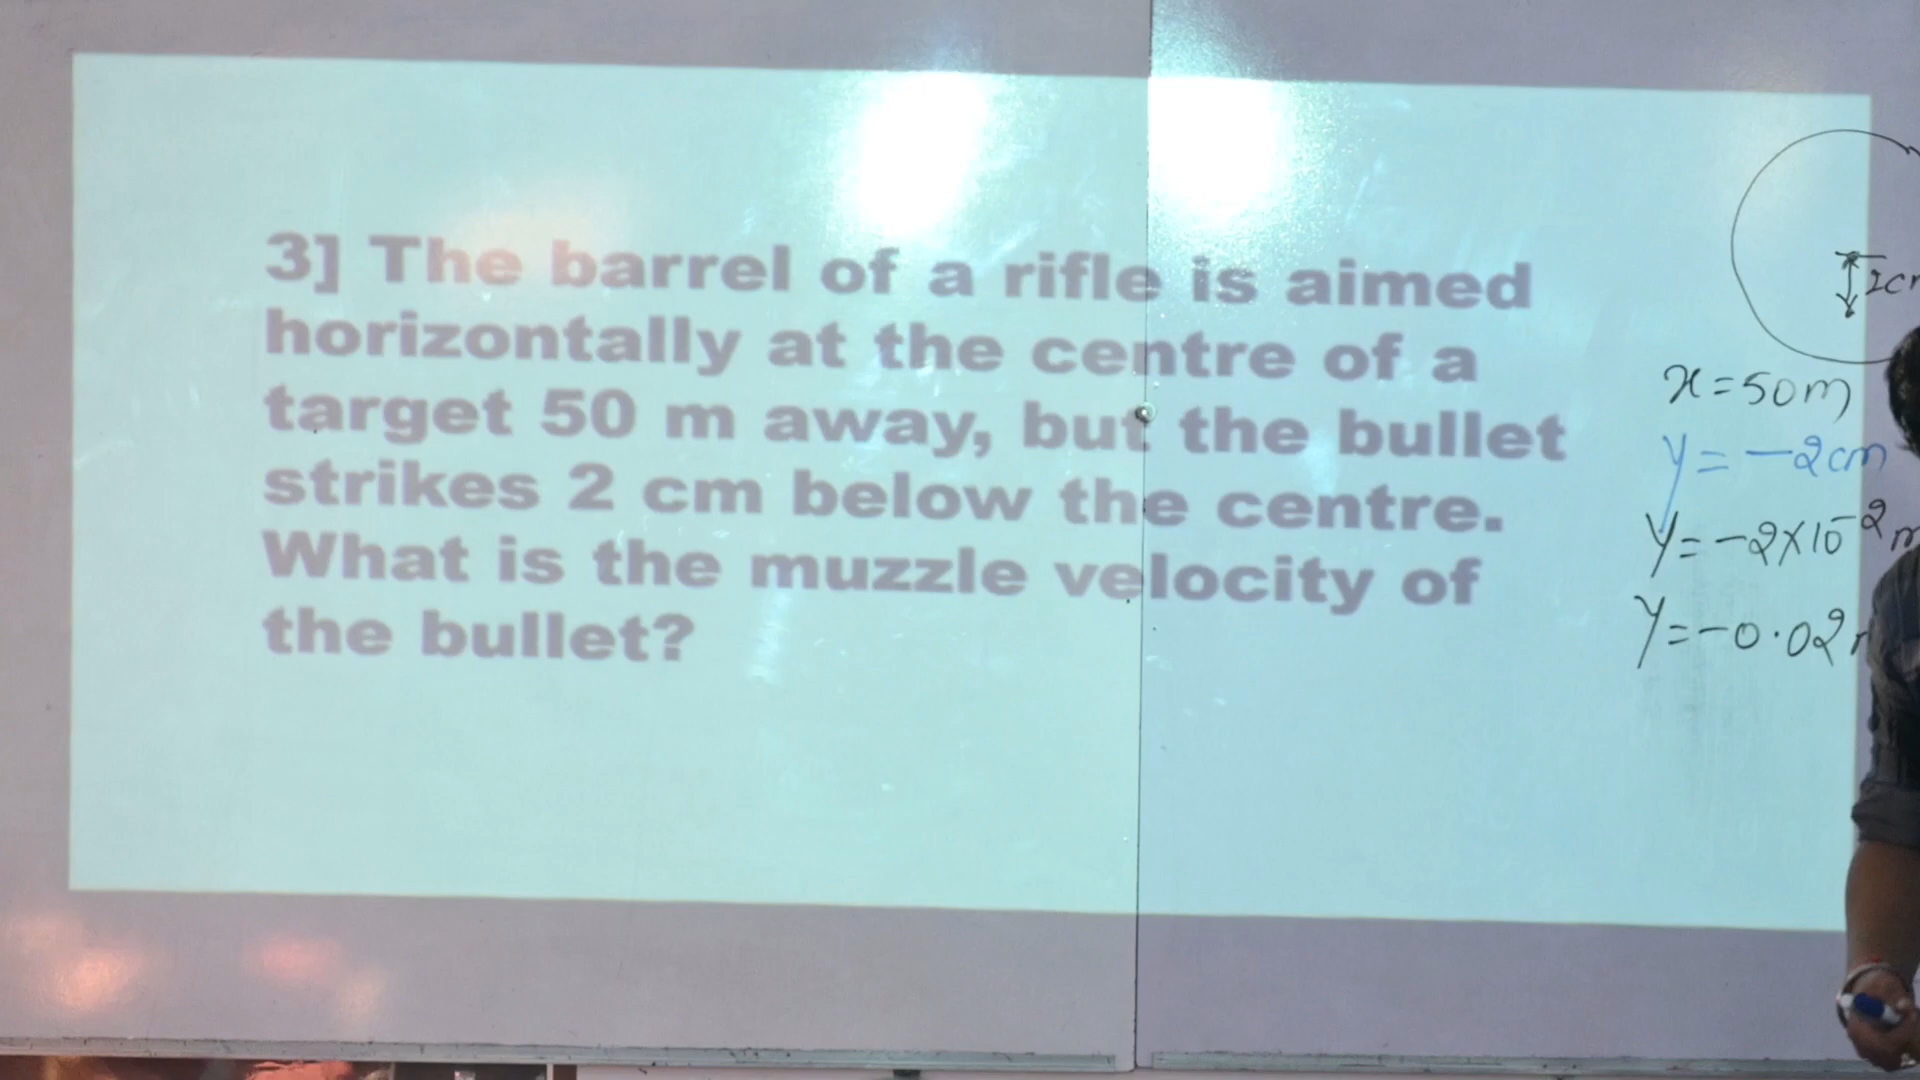 3] The barrel of a rifle is aimed
horizontally at the centre of a
target 50 m away, but the bullet
strikes 2 cm below the centre.
What is the muzzle velocity of
the bullet?
x=50m
y=-2cm
y=-2×10⁻²m
y=-0.02